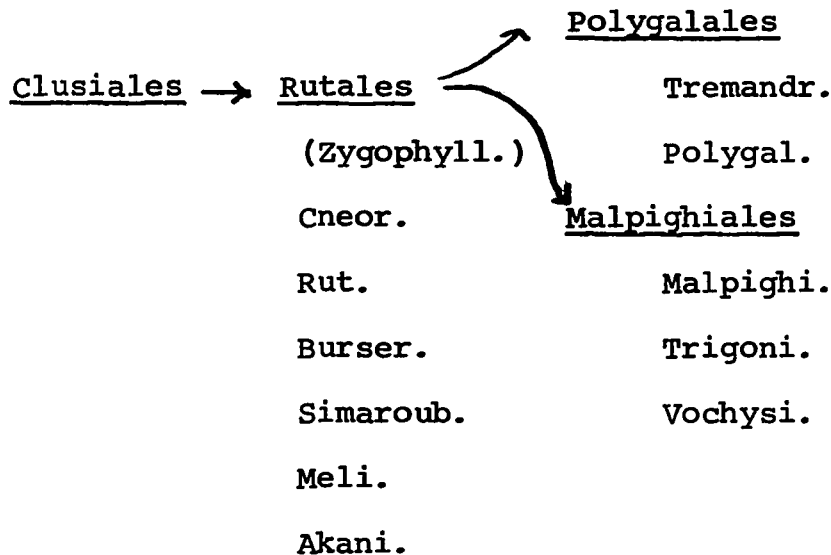 Polygalales
Clusiales → Rutales
Tremandr.
(Zygophyll.)
Polygal.
Cneor.
Malpighiales
Rut.
Malpighi.
Burser.
Trigoni.
Simaroub.
Vochysi.
Meli.
Akani.